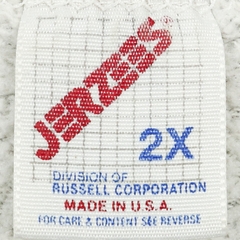 JERZEES®
2X
DIVISION OF
RUSSELL CORPORATION
MADE IN U.S.A.
FOR CARE & CONTENT SEE REVERSE